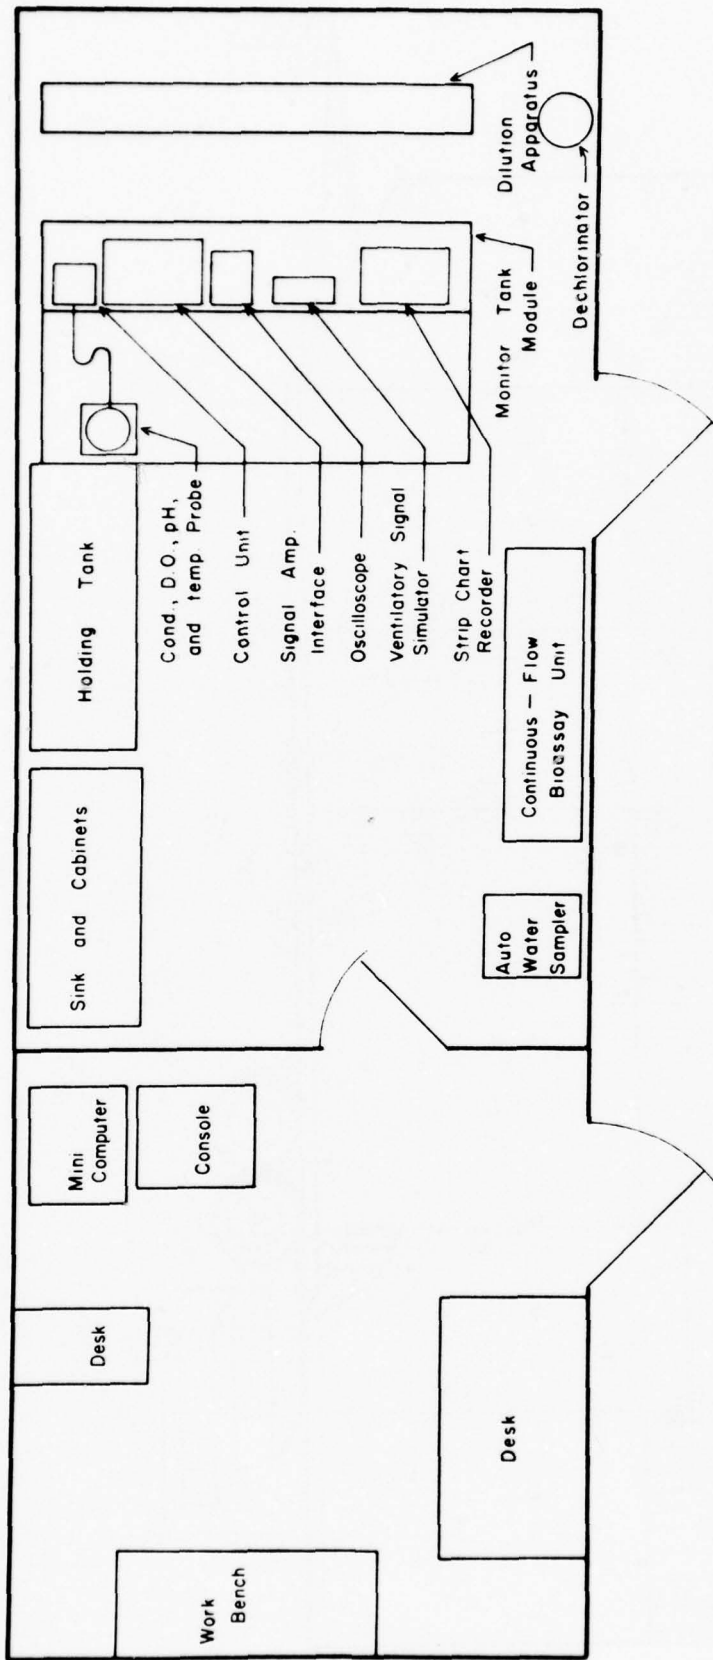 Work
Bench
Desk
Desk
Mini
Computer
Console
Sink and Cabinets
Holding Tank
Cond., D.O., pH,
and temp. Probe
Control Unit
Signal Amp.
Interface
Oscilloscope
Ventilatory Signal
Simulator
Strip Chart
Recorder
Auto
Water
Sampler
Continuous — Flow
Bioassay Unit
Monitor Tank
Module
Dilution
Apparatus
Dechlorinator